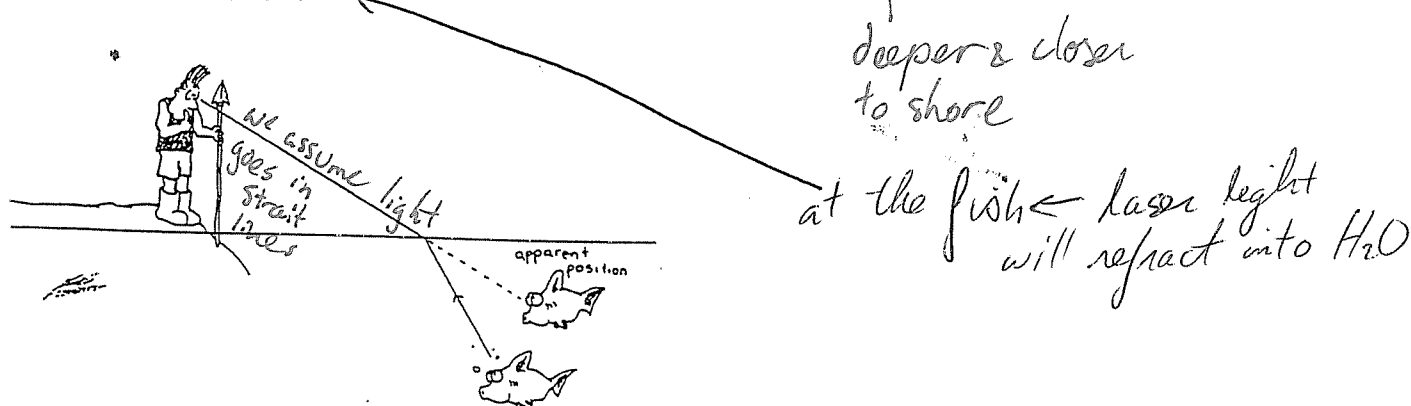 deeper & closer
to shore
we assume light
goes in
strait
lines
at the fish ← laser light
will refract into H₂O
apparent
position